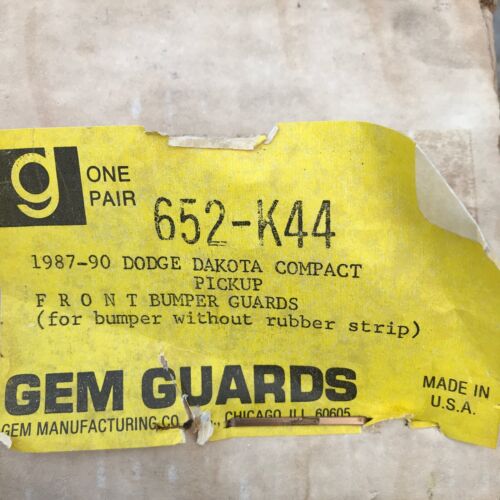 g
ONE
PAIR
652-K44
1987-90 DODGE DAKOTA COMPACT
PICKUP
F R O N T BUMPER GUARDS
(for bumper without rubber strip)
GEM GUARDS
MADE IN
U.S.A.
GEM MANUFACTURING CO., CHICAGO, ILL. 60605